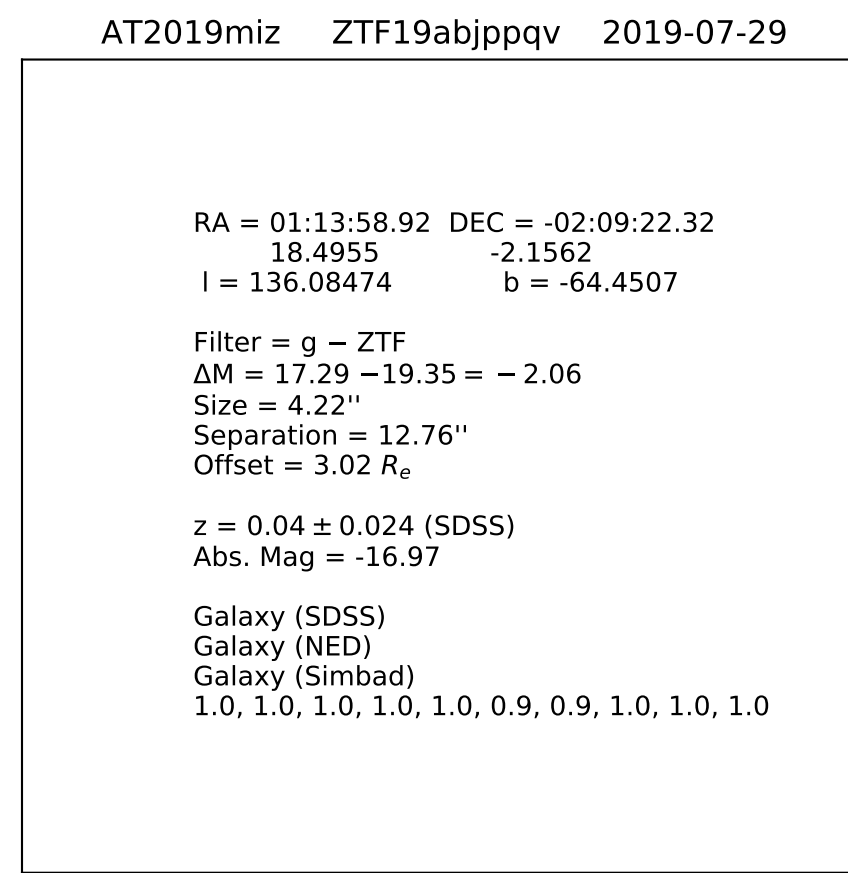 AT2019miz ZTF19abjppqv 2019-07-29
RA = 01:13:58.92 DEC = -02:09:22.32
18.4955 -2.1562
l = 136.08474 b = -64.4507
Filter = g − ZTF
ΔM = 17.29 −19.35 = − 2.06
Size = 4.22''
Separation = 12.76''
Offset = 3.02 Rₑ
z = 0.04 ± 0.024 (SDSS)
Abs. Mag = -16.97
Galaxy (SDSS)
Galaxy (NED)
Galaxy (Simbad)
1.0, 1.0, 1.0, 1.0, 1.0, 0.9, 0.9, 1.0, 1.0, 1.0